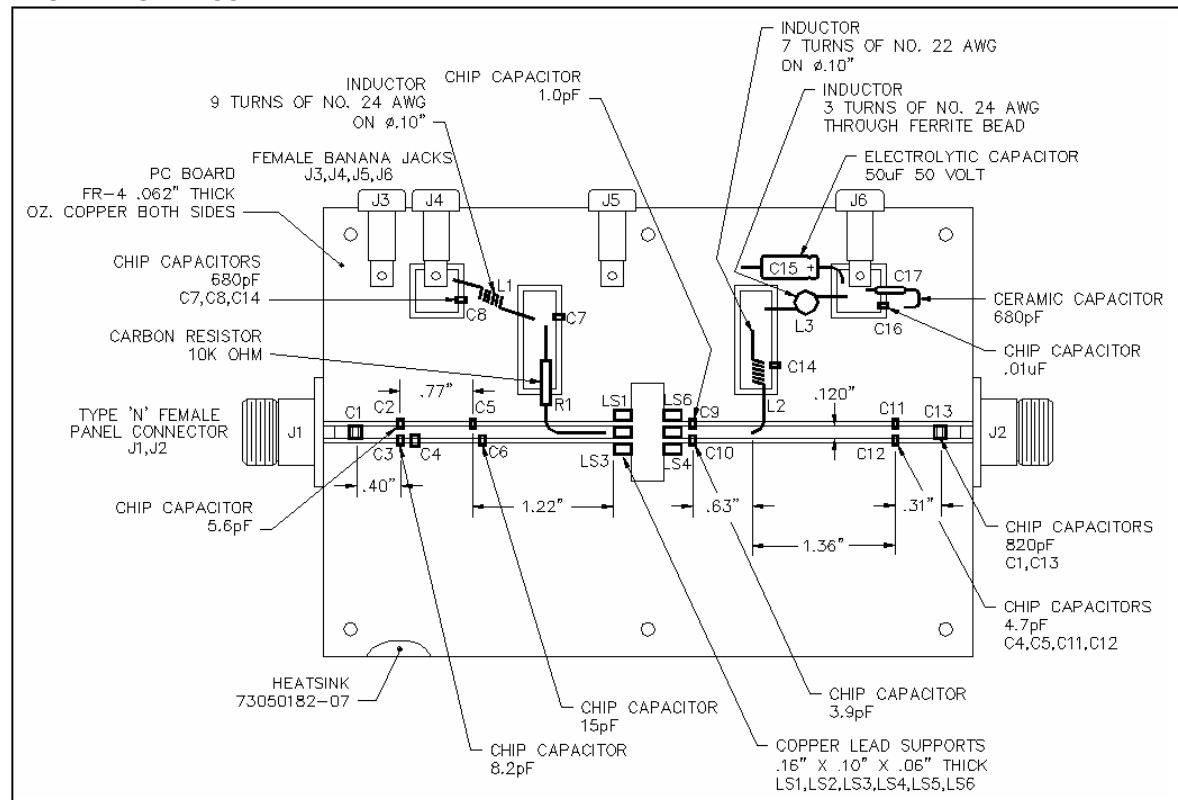 INDUCTOR
7 TURNS OF NO. 22 AWG
ON ø.10"
INDUCTOR
9 TURNS OF NO. 24 AWG
ON ø.10"
CHIP CAPACITOR
1.0pF
INDUCTOR
3 TURNS OF NO. 24 AWG
THROUGH FERRITE BEAD
FEMALE BANANA JACKS
J3,J4,J5,J6
ELECTROLYTIC CAPACITOR
50uF 50 VOLT
PC BOARD
FR-4 .062" THICK
OZ. COPPER BOTH SIDES
J3
J4
J5
J6
CHIP CAPACITORS
680pF
C7,C8,C14
L1
C8
C7
C15 +
C17
L3
C16
CERAMIC CAPACITOR
680pF
CARBON RESISTOR
10K OHM
CHIP CAPACITOR
.01uF
C14
.77"
R1
L2
.120"
TYPE 'N' FEMALE
PANEL CONNECTOR
J1,J2
J1
C1
C2
C5
LS1
LS6
C9
C11
C13
J2
C3
C4
C6
LS3
LS4
C10
C12
.40"
1.22"
.63"
.31"
1.36"
CHIP CAPACITOR
5.6pF
CHIP CAPACITORS
820pF
C1,C13
CHIP CAPACITORS
4.7pF
C4,C5,C11,C12
HEATSINK
73050182-07
CHIP CAPACITOR
15pF
CHIP CAPACITOR
3.9pF
CHIP CAPACITOR
8.2pF
COPPER LEAD SUPPORTS
.16" X .10" X .06" THICK
LS1,LS2,LS3,LS4,LS5,LS6